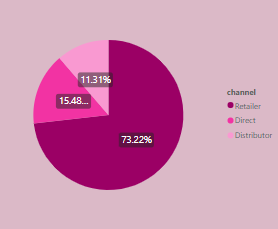 11.31%
15.48...
73.22%
channel
Retailer
Direct
Distributor